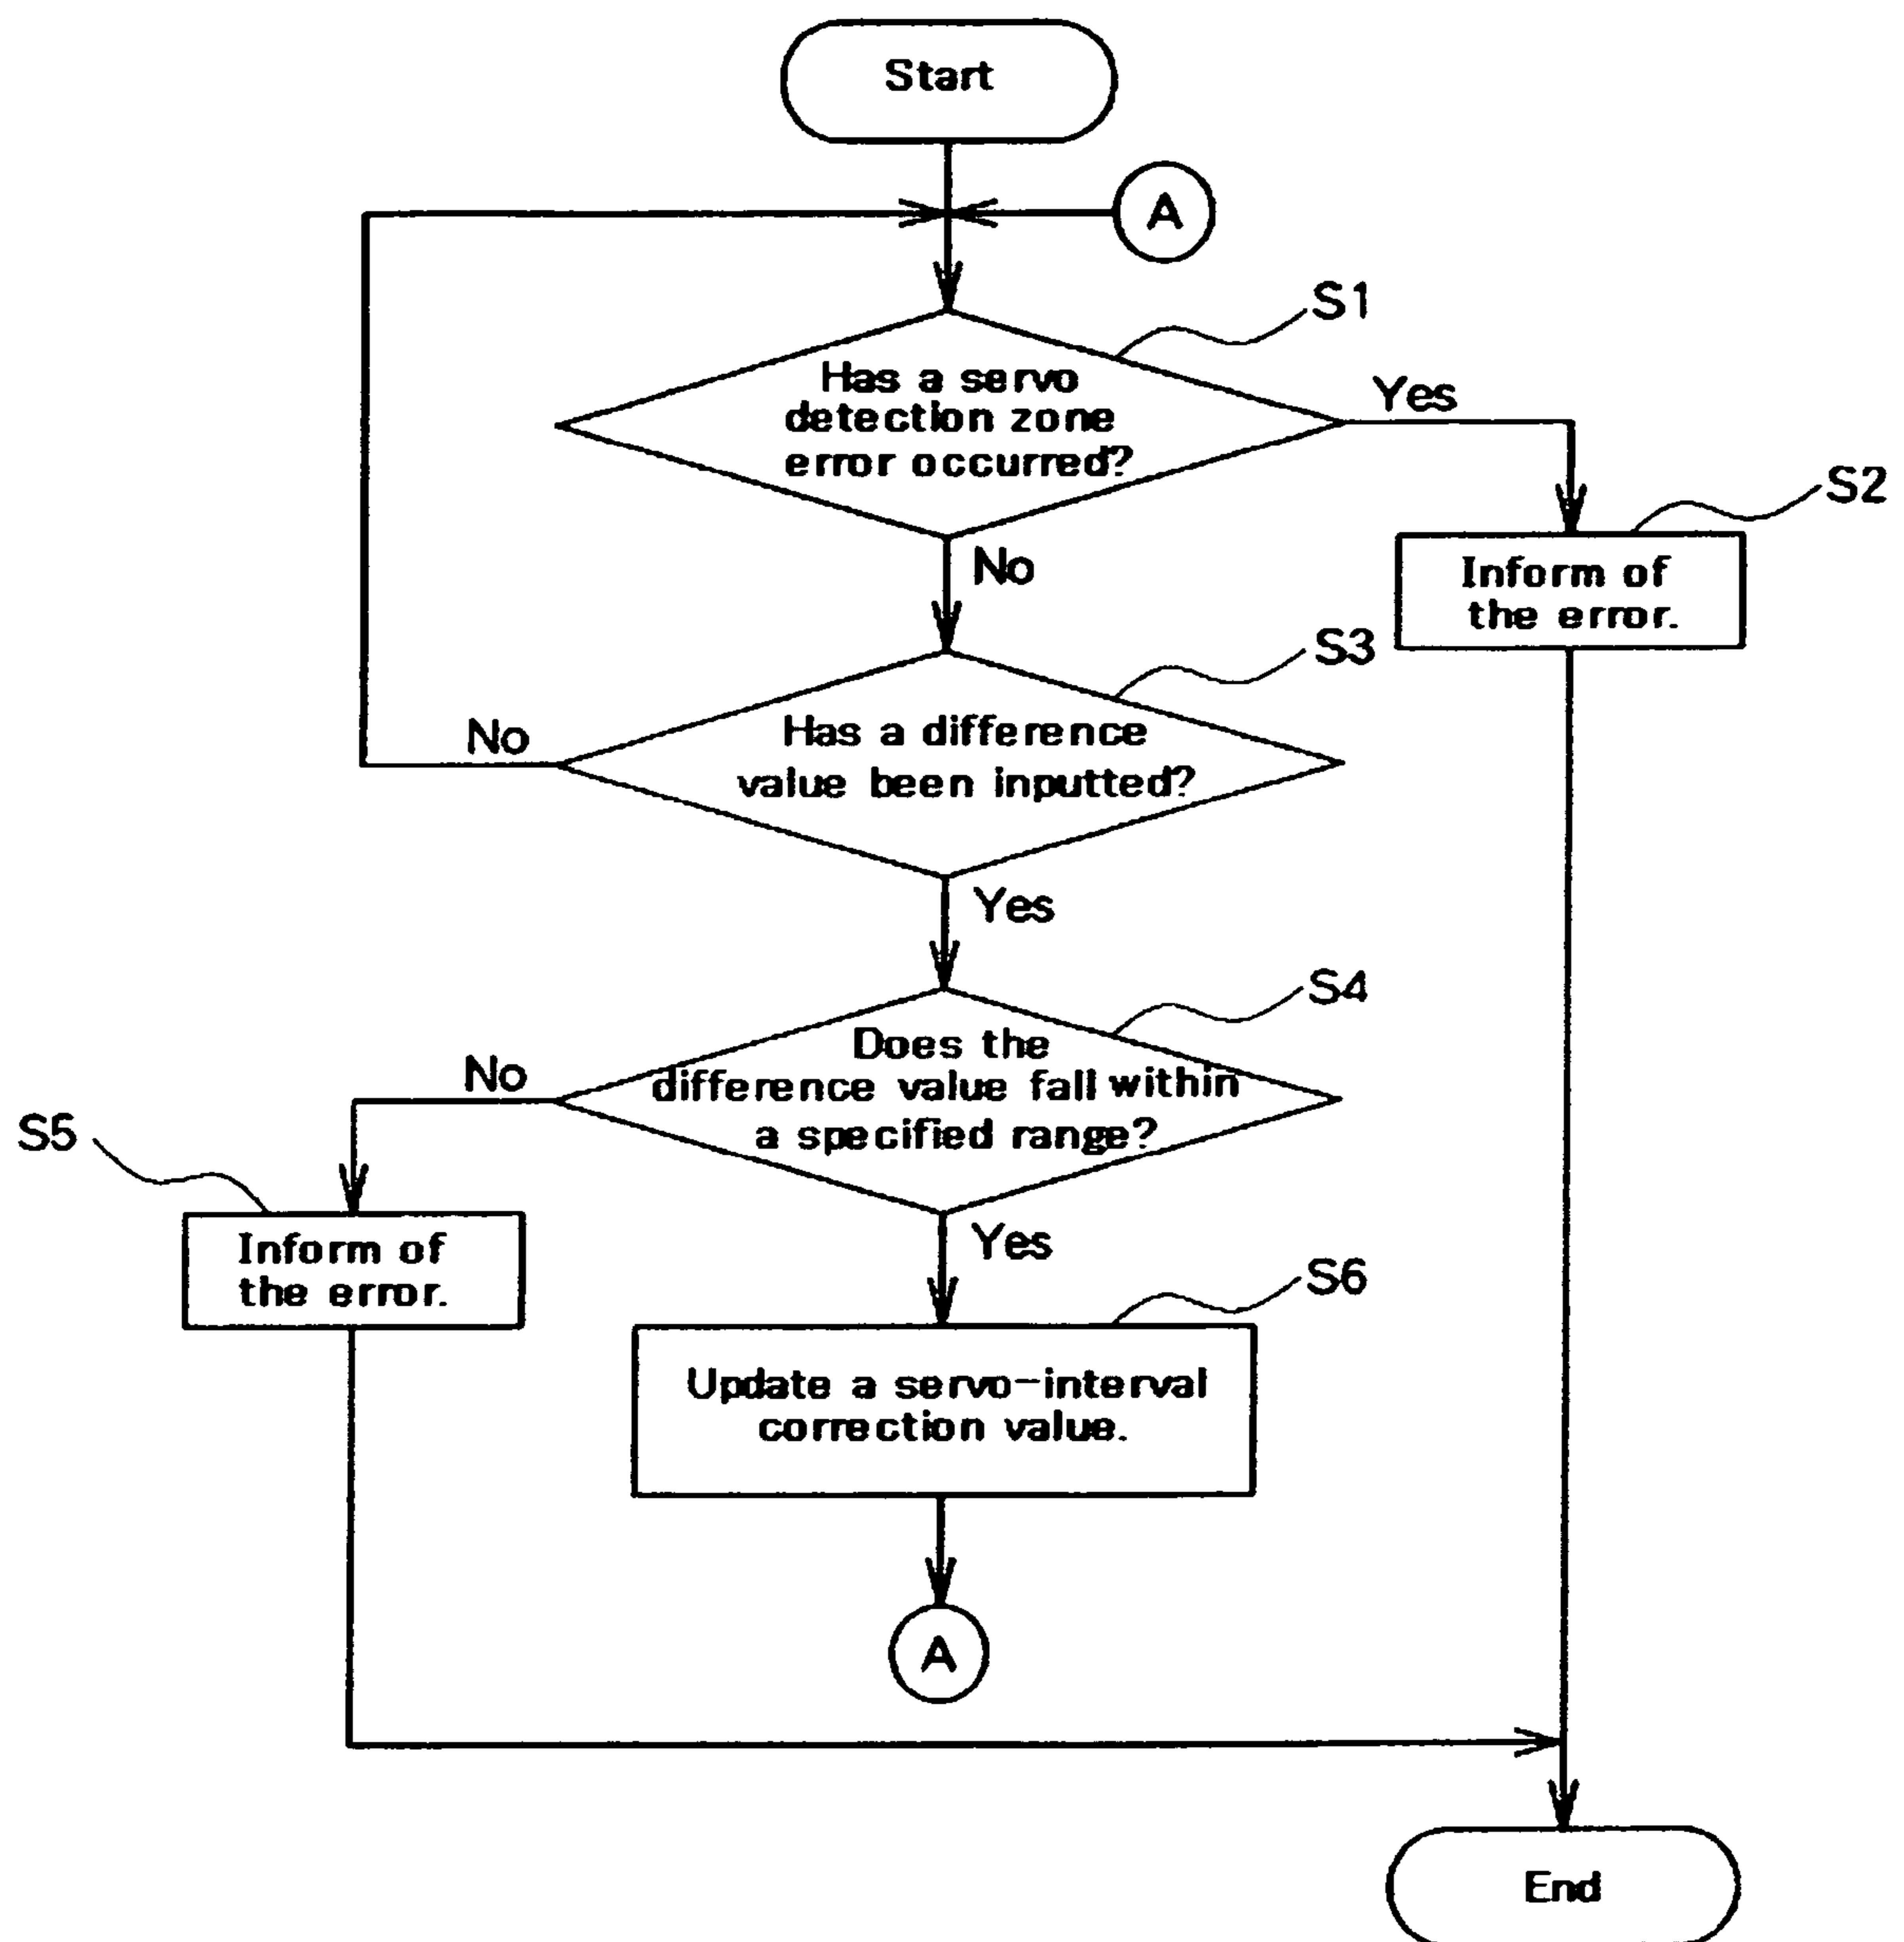 Start
A
S1
Has a servo
detection zone
error occurred?
Yes
S2
Inform of
the error.
No
S3
Has a difference
value been inputted?
No
Yes
S4
Does the
difference value fall within
a specified range?
No
S5
Inform of
the error.
Yes
S6
Update a servo-interval
correction value.
A
End